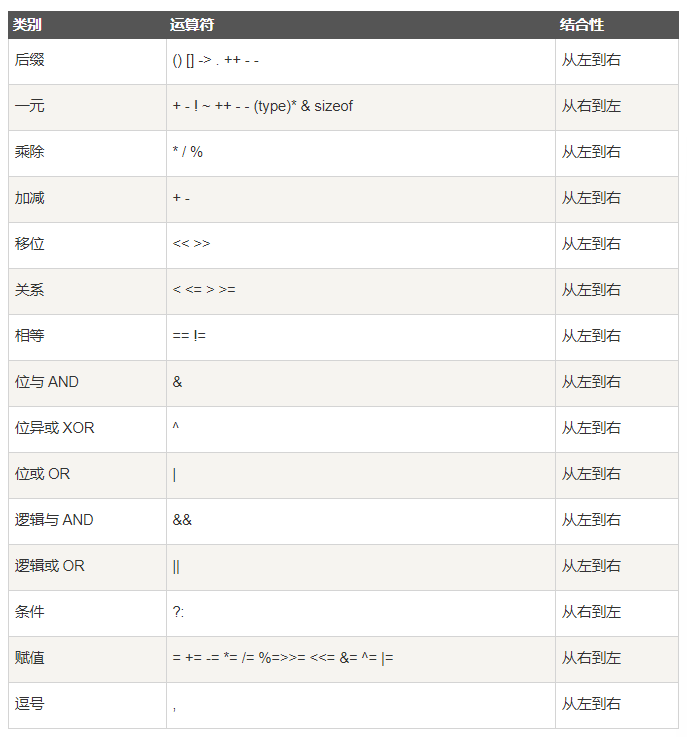 类别 运算符 结合性
后缀 () [] -> . ++ - - 从左到右
一元 + - ! ~ ++ - - (type)* & sizeof 从右到左
乘除 * / % 从左到右
加减 + - 从左到右
移位 << >> 从左到右
关系 < <= > >= 从左到右
相等 == != 从左到右
位与 AND & 从左到右
位异或 XOR ^ 从左到右
位或 OR | 从左到右
逻辑与 AND && 从左到右
逻辑或 OR || 从左到右
条件 ?: 从右到左
赋值 = += -= *= /= %=>>= <<= &= ^= |= 从右到左
逗号 , 从左到右